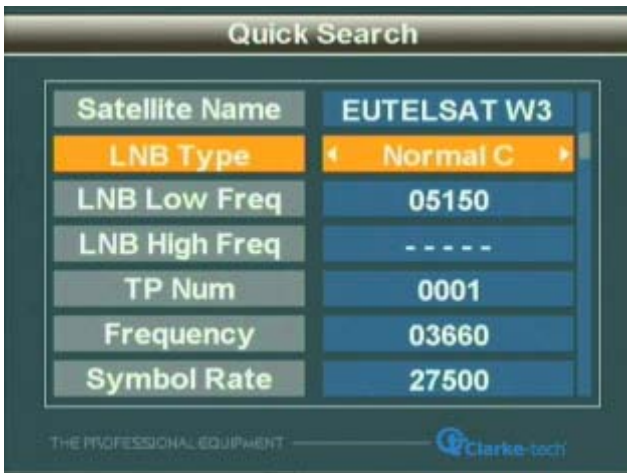 Quick Search
Satellite Name EUTELSAT W3
LNB Type Normal C
LNB Low Freq 05150
LNB High Freq - - - - -
TP Num 0001
Frequency 03660
Symbol Rate 27500
THE PROFESSIONAL EQUIPMENT Clarke-tech